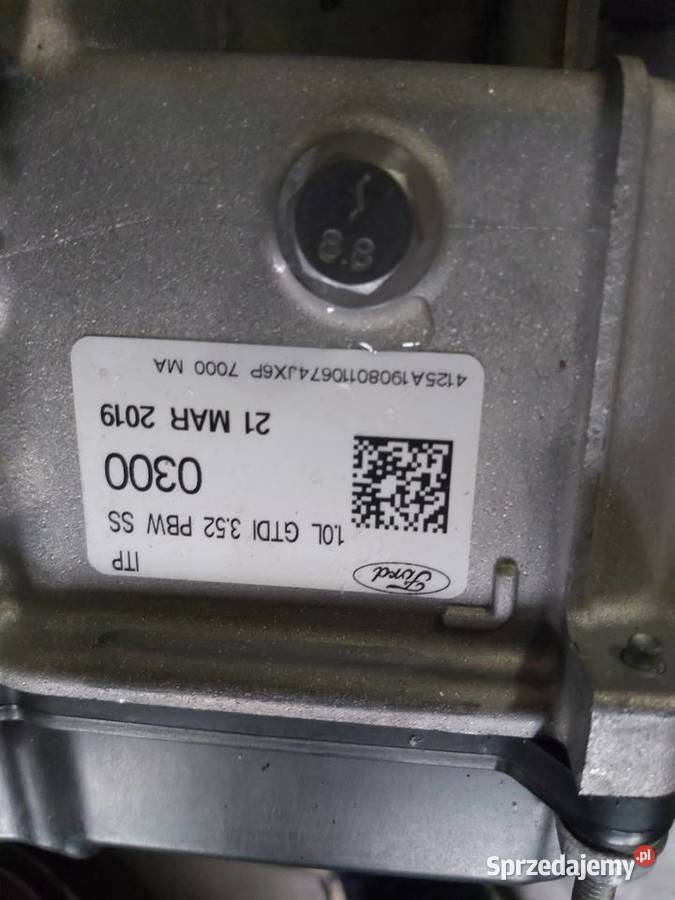 Ford
ITP
1.0L GTDI 3.52 PBW SS
0300
21 MAR 2019
4125A19080110674JX6P 7000 MA
8.8
Sprzedajemy.pl